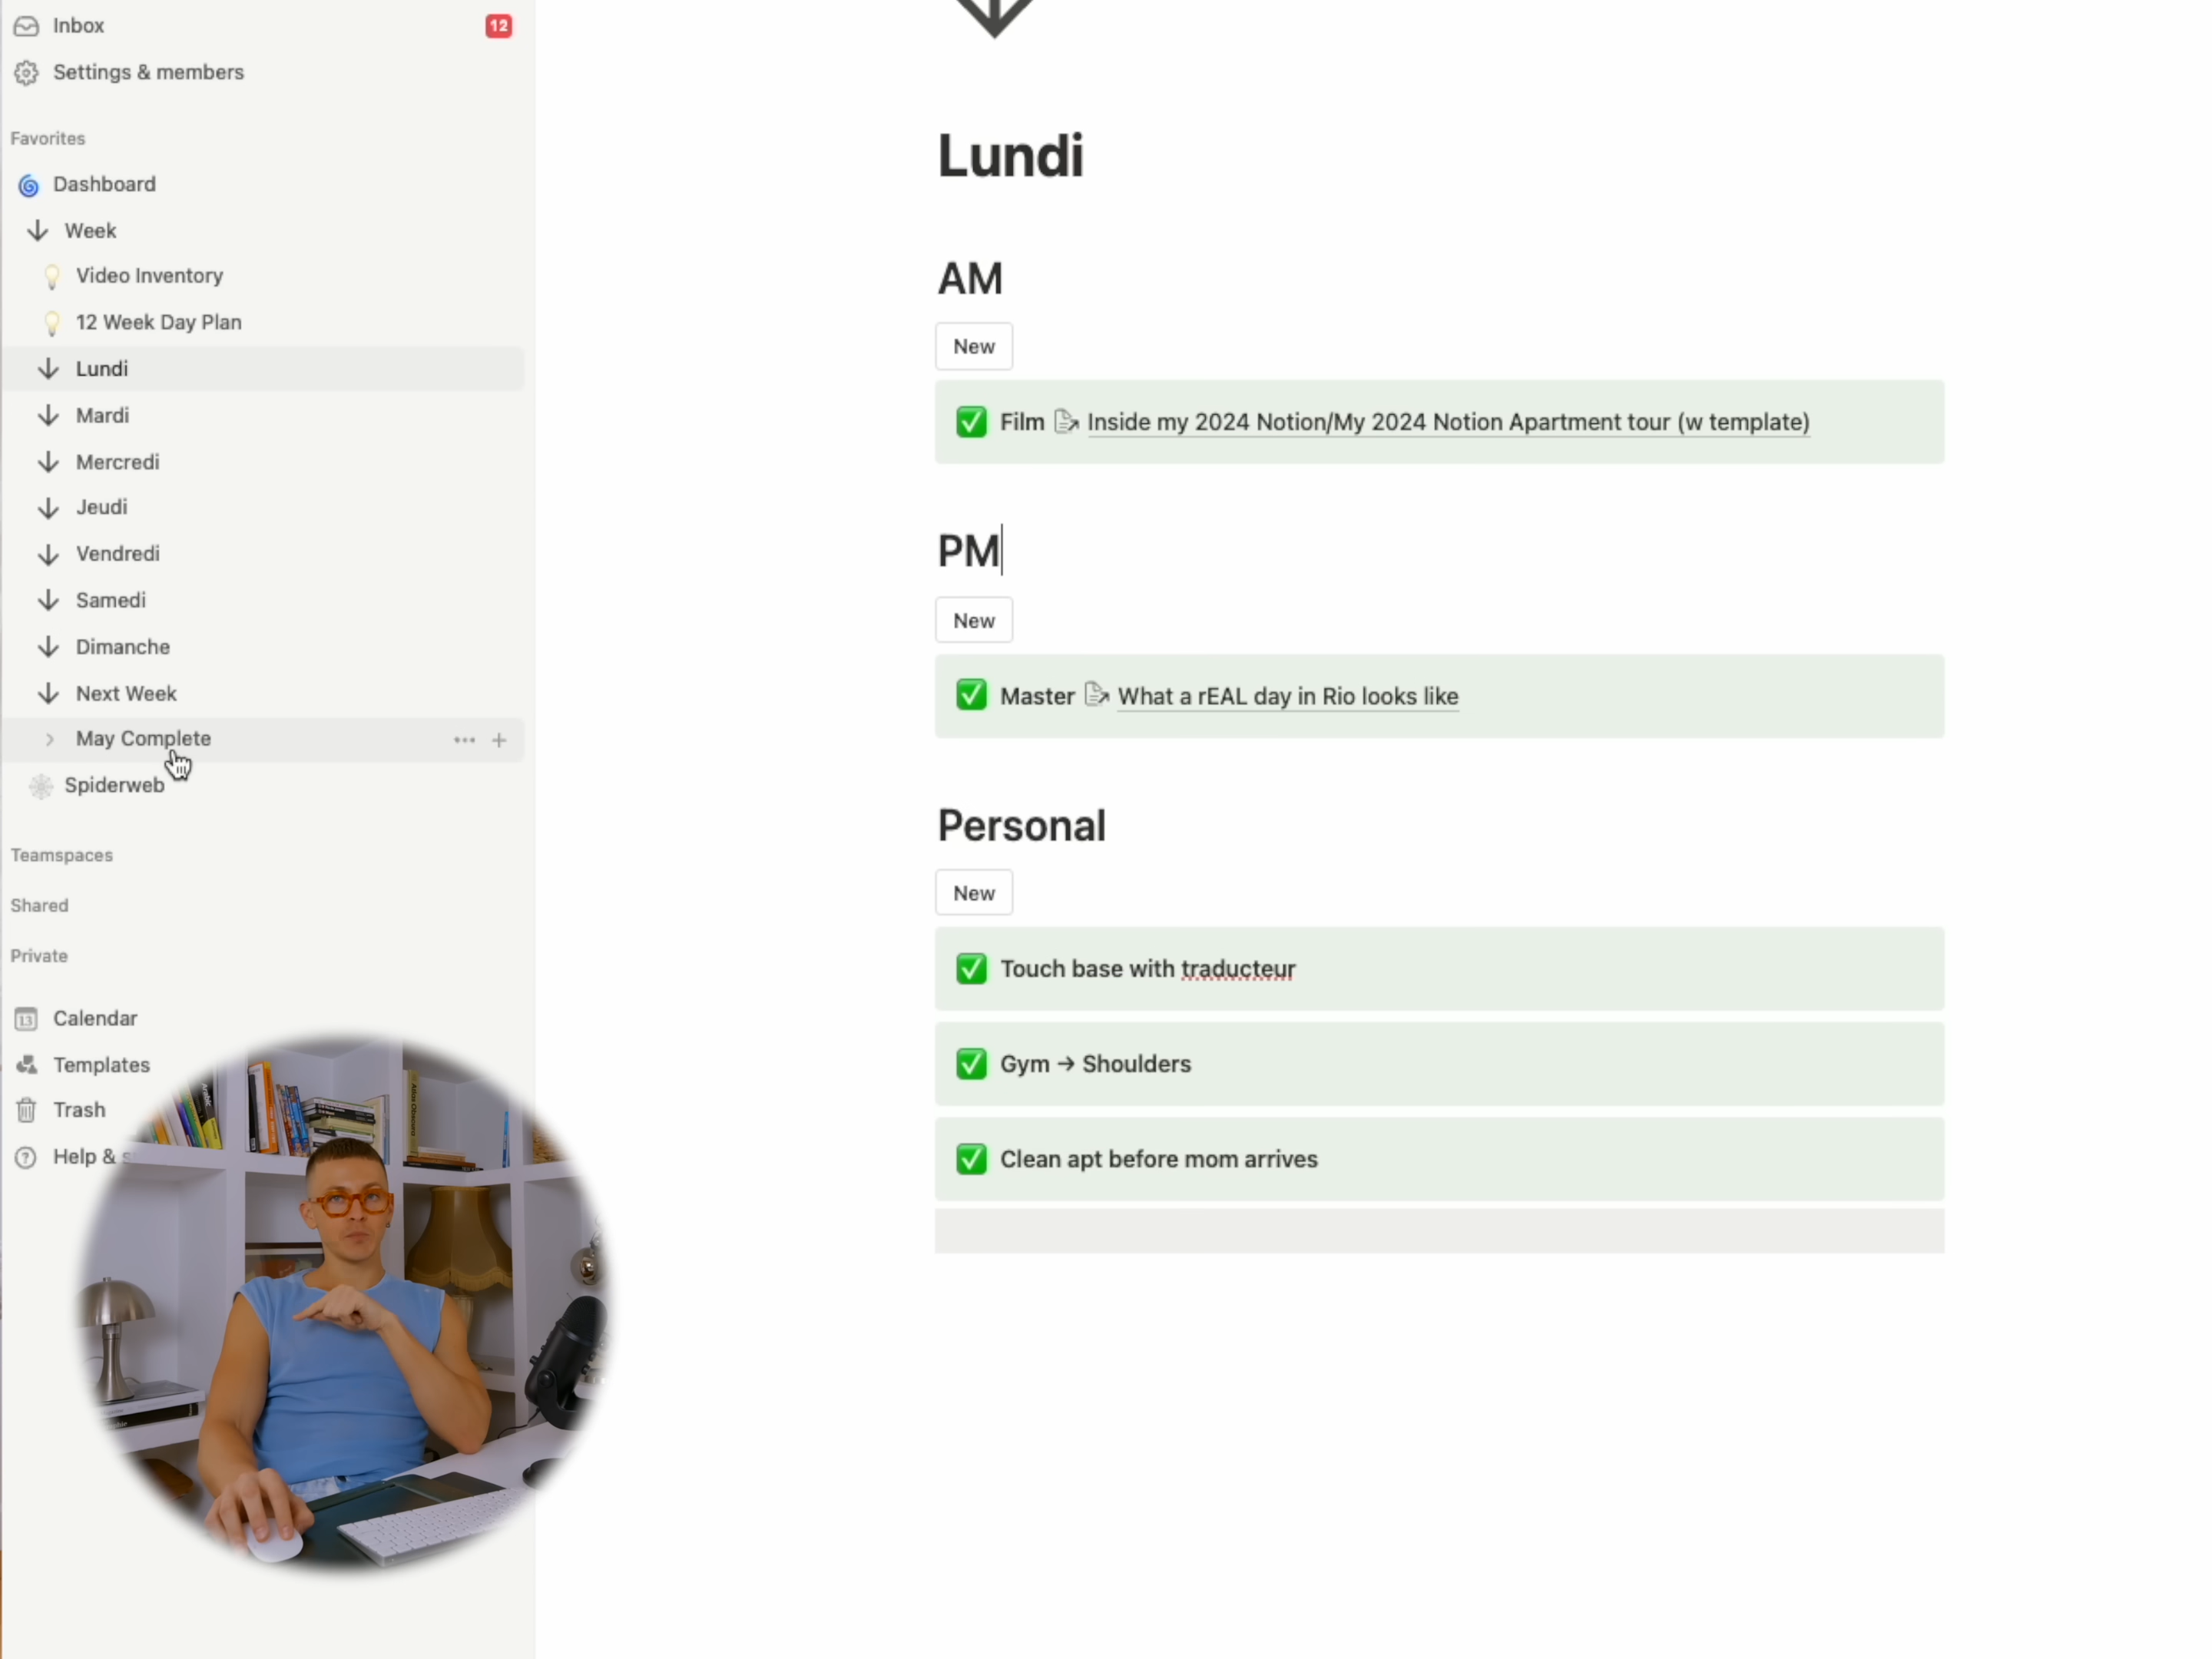 Inbox
12
Settings & members
Favorites
Dashboard
Week
Video Inventory
12 Week Day Plan
Lundi
Mardi
Mercredi
Jeudi
Vendredi
Samedi
Dimanche
Next Week
May Complete
Spiderweb
Teamspaces
Shared
Private
13
Calendar
Templates
Trash
Help &
Lundi
AM
New
Film Inside my 2024 Notion/My 2024 Notion Apartment tour (w template)
PM
New
Master What a rEAL day in Rio looks like
Personal
New
Touch base with traducteur
Gym → Shoulders
Clean apt before mom arrives